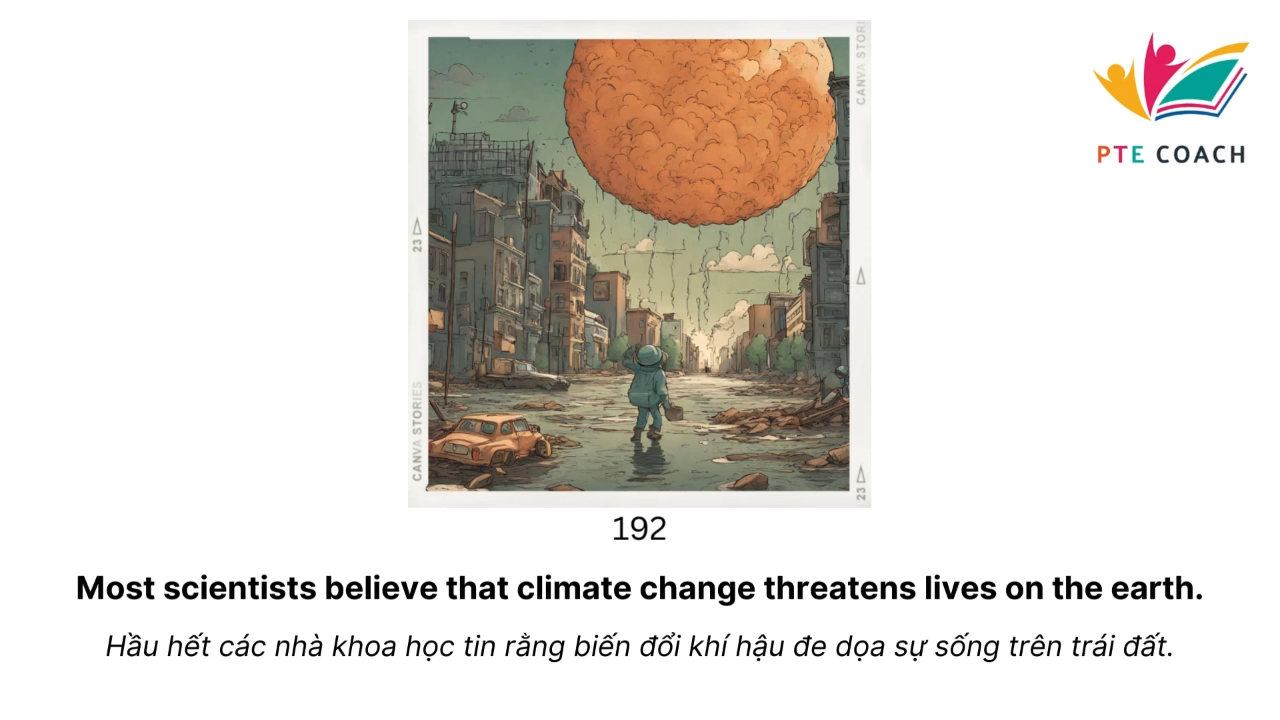 CANVA STORIES
PTE COACH
23
CANVA STORIES
23
192
Most scientists believe that climate change threatens lives on the earth.
Hầu hết các nhà khoa học tin rằng biến đổi khí hậu đe dọa sự sống trên trái đất.